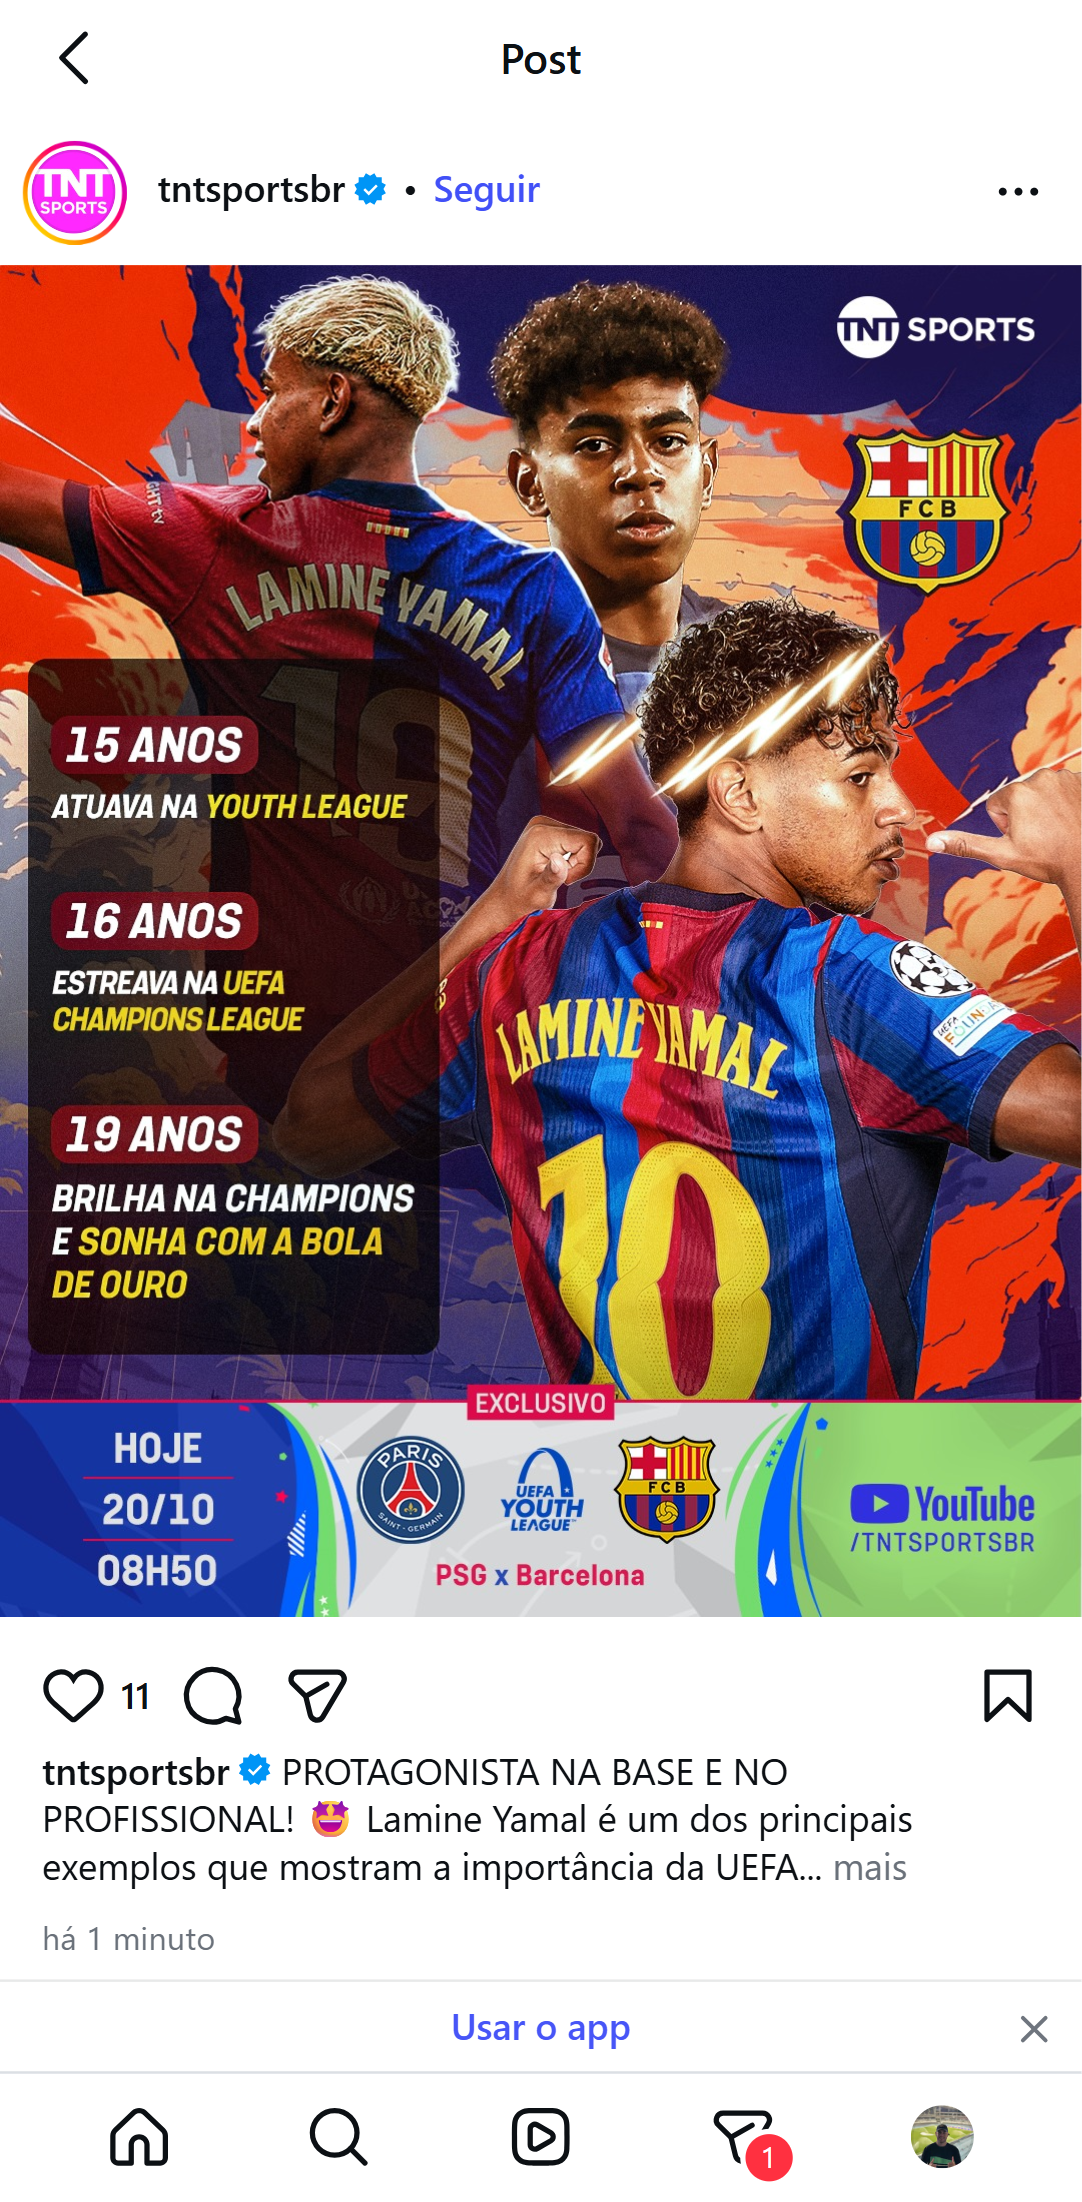 Post
TNT
SPORTS
tntsportsbr • Seguir
TNT SPORTS
FCB
LAMINE YAMAL
10
15 ANOS
ATUAVA NA YOUTH LEAGUE
16 ANOS
ESTREAVA NA UEFA
CHAMPIONS LEAGUE
19 ANOS
BRILHA NA CHAMPIONS
E SONHA COM A BOLA
DE OURO
LAMINE YAMAL
10
UEFA
FOUNDA
EXCLUSIVO
HOJE
20/10
08H50
PARIS
SAINT-GERMAIN
UEFA
YOUTH
LEAGUE
FCB
PSG x Barcelona
YouTube
/TNTSPORTSBR
11
tntsportsbr PROTAGONISTA NA BASE E NO
PROFISSIONAL! 🤩 Lamine Yamal é um dos principais
exemplos que mostram a importância da UEFA... mais
há 1 minuto
Usar o app
1